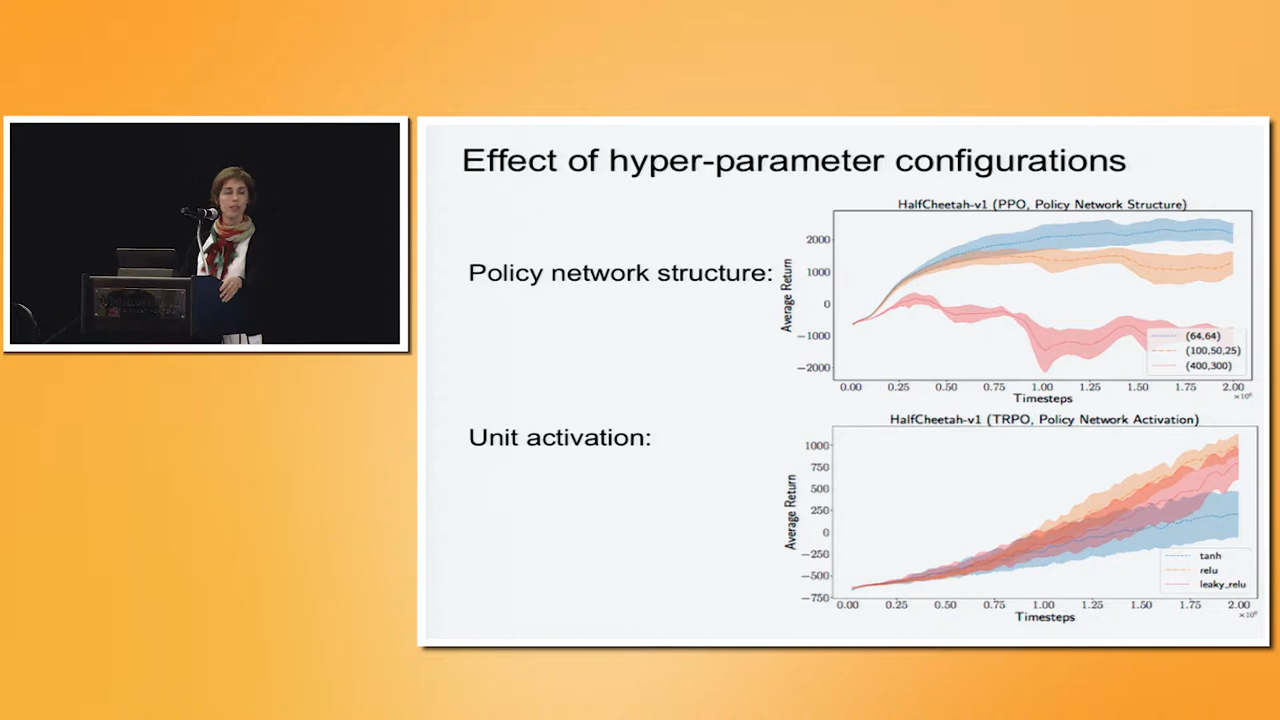 Effect of hyper-parameter configurations
HalfCheetah-v1 (PPO, Policy Network Structure)
Policy network structure:
Average Return
2000
1000
0
−1000
−2000
(64,64)
(100,50,25)
(400,300)
0.00 0.25 0.50 0.75 1.00 1.25 1.50 1.75 2.00
Timesteps
×10⁶
HalfCheetah-v1 (TRPO, Policy Network Activation)
Unit activation:
Average Return
1000
750
500
250
0
−250
−500
−750
tanh
relu
leaky_relu
0.00 0.25 0.50 0.75 1.00 1.25 1.50 1.75 2.00
Timesteps
×10⁶